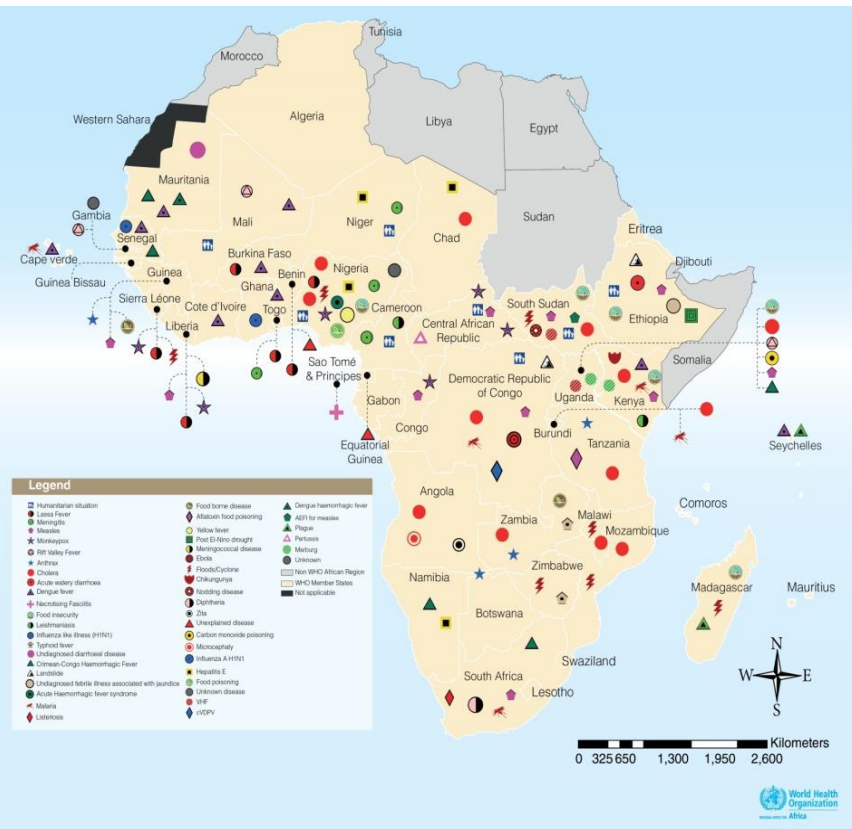 Tunisia
Morocco
Algeria
Libya
Egypt
Western Sahara
Mauritania
Mali
Niger
Chad
Sudan
Eritrea
Gambia
Senegal
Cape verde
Guinea Bissau
Guinea
Burkina Faso
Benin
Nigeria
Djibouti
Sierra Léone
Cote d'Ivoire
Ghana
Togo
Cameroon
South Sudan
Ethiopia
Liberia
Central African
Republic
Somalia
Sao Tomé
& Principes
Gabon
Democratic Republic
of Congo
Uganda
Kenya
Congo
Burundi
Tanzania
Equatorial
Guinea
Seychelles
Angola
Zambia
Malawi
Mozambique
Comoros
Zimbabwe
Namibia
Botswana
Madagascar
Mauritius
Swaziland
South Africa
Lesotho
Legend
Humanitarian situation
Lassa Fever
Meningitis
Measles
Monkeypox
Rift Valley Fever
Anthrax
Cholera
Acute watery diarrhoea
Dengue fever
Necrotising Fasciitis
Food insecurity
Leishmaniasis
Influenza like illness (H1N1)
Typhoid fever
Undiagnosed diarrhoeal disease
Crimean-Congo Haemorrhagic Fever
Landslide
Undiagnosed febrile illness associated with jaundice
Acute Haemorrhagic fever syndrome
Malaria
Listeriosis
Food borne disease
Aflatoxin food poisoning
Yellow fever
Post El-Nino drought
Meningococcal disease
Ebola
Floods/Cyclone
Chikungunya
Nodding disease
Diphtheria
Zita
Unexplained disease
Carbon monoxide poisoning
Microcephaly
Influenza A H1N1
Hepatitis E
Food poisoning
Unknown disease
VHF
cVDPV
Dengue haemorrhagic fever
AEFI for measles
Plague
Pertussis
Marburg
Unknown
Non WHO African Region
WHO Member States
Not applicable
N
W
E
S
Kilometers
0 325 650 1,300 1,950 2,600
World Health
Organization
Africa